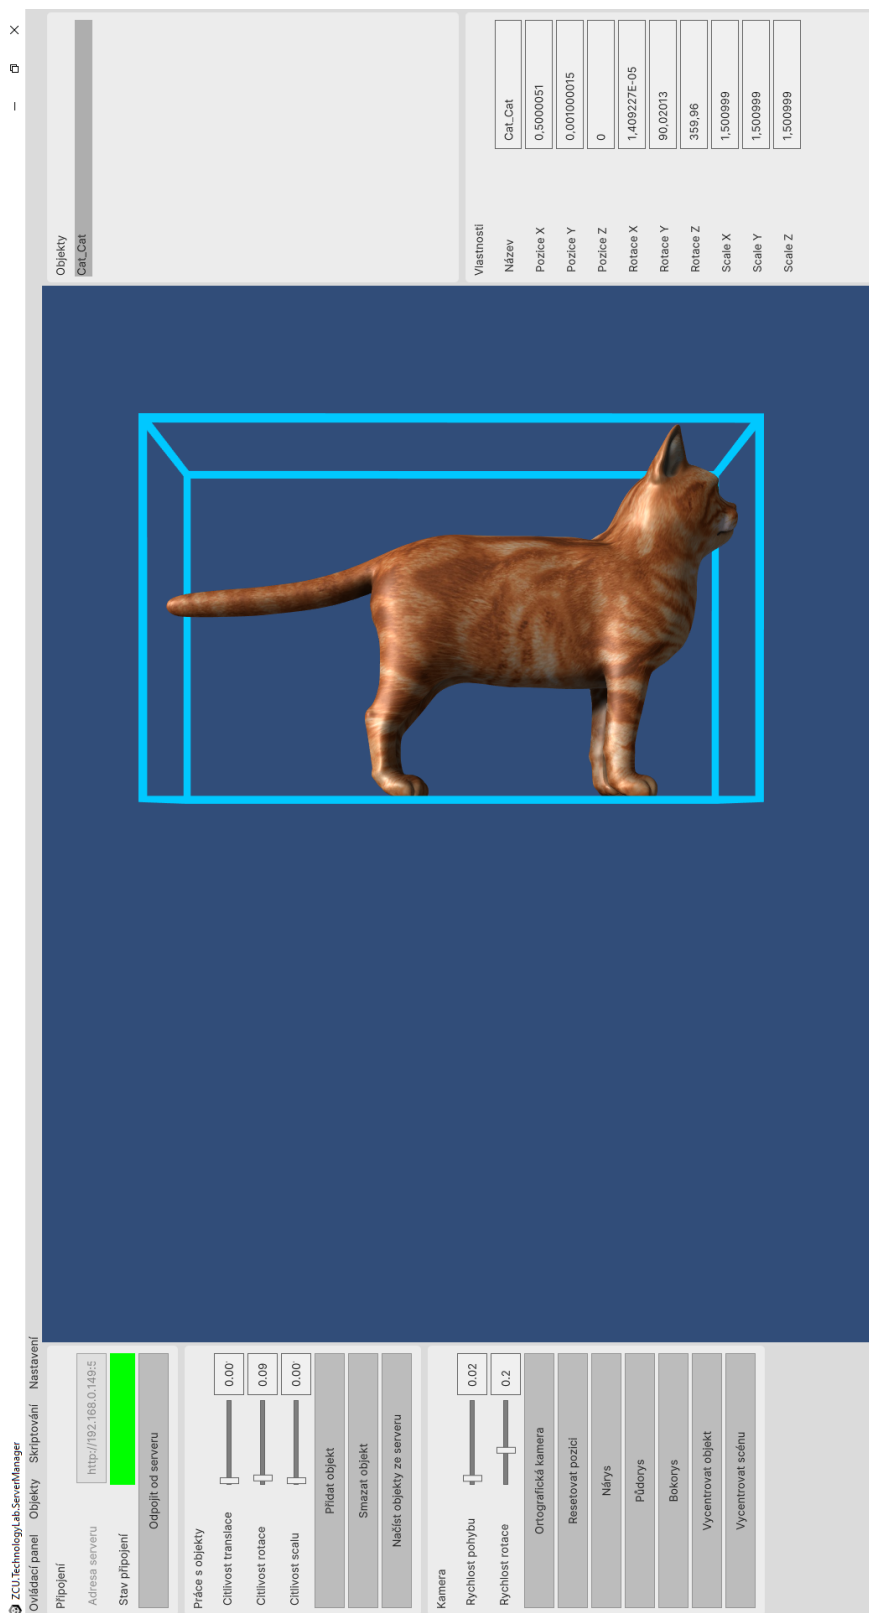 ZCU.TechnologyLab.ServerManager
Ovládací panel Objekty Skriptování Nastavení
Připojení
Adresa serveru http://192.168.0.149:5
Stav připojení
Odpojit od serveru
Práce s objekty
Citlivost translace 0.00
Citlivost rotace 0.09
Citlivost scalu 0.00
Přidat objekt
Smazat objekt
Načíst objekty ze serveru
Kamera
Rychlost pohybu 0.02
Rychlost rotace 0.2
Ortografická kamera
Resetovat pozici
Nárys
Půdorys
Bokorys
Vycentrovat objekt
Vycentrovat scénu
Objekty
Cat_Cat
Vlastnosti
Název Cat_Cat
Pozice X 0,5000051
Pozice Y 0,001000015
Pozice Z 0
Rotace X 1,409227E-05
Rotace Y 90,02013
Rotace Z 359,96
Scale X 1,500999
Scale Y 1,500999
Scale Z 1,500999